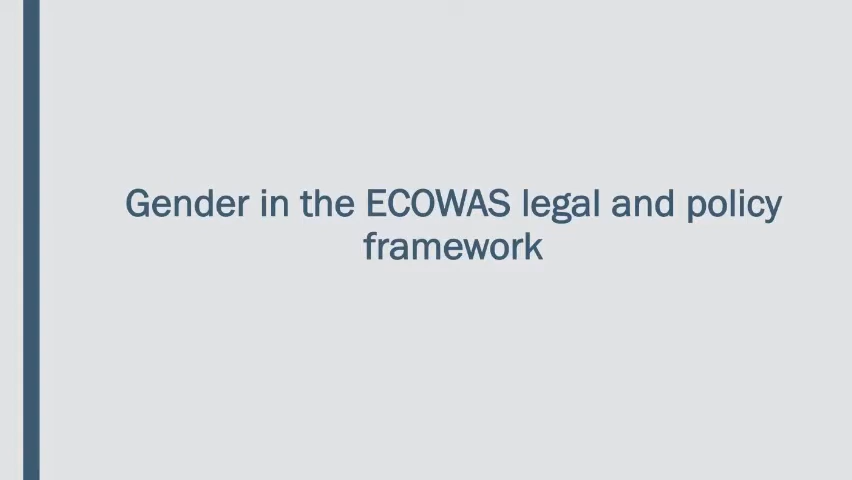 Gender in the ECOWAS legal and policy
framework